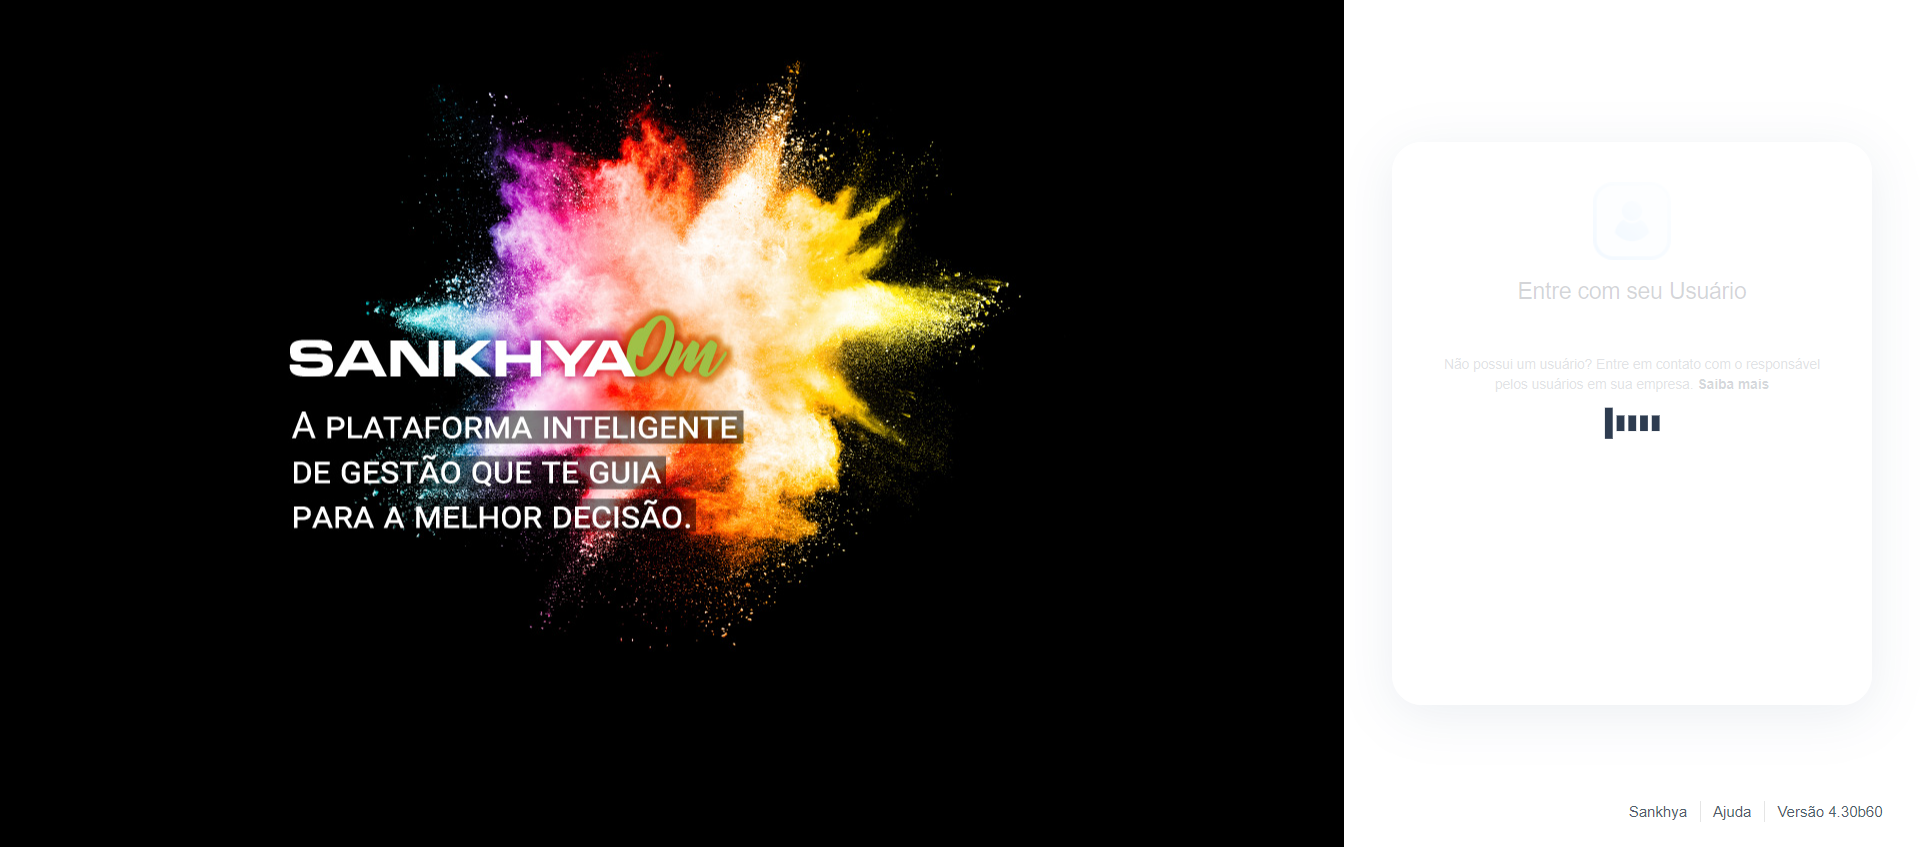 SANKHYA Om
A PLATAFORMA INTELIGENTE
DE GESTÃO QUE TE GUIA
PARA A MELHOR DECISÃO.
Entre com seu Usuário
Não possui um usuário? Entre em contato com o responsável
pelos usuários em sua empresa. Saiba mais
Sankhya
Ajuda
Versão 4.30b60